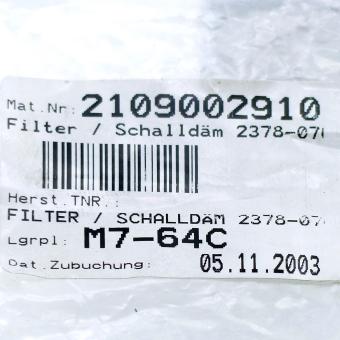 Mat.Nr: 2109002910
Filter / Schalldäm 2378-070
Herst.TNR.:
FILTER / SCHALLDÄM 2378-07
Lgrpl: M7-64C
Dat.Zubuchung: 05.11.2003